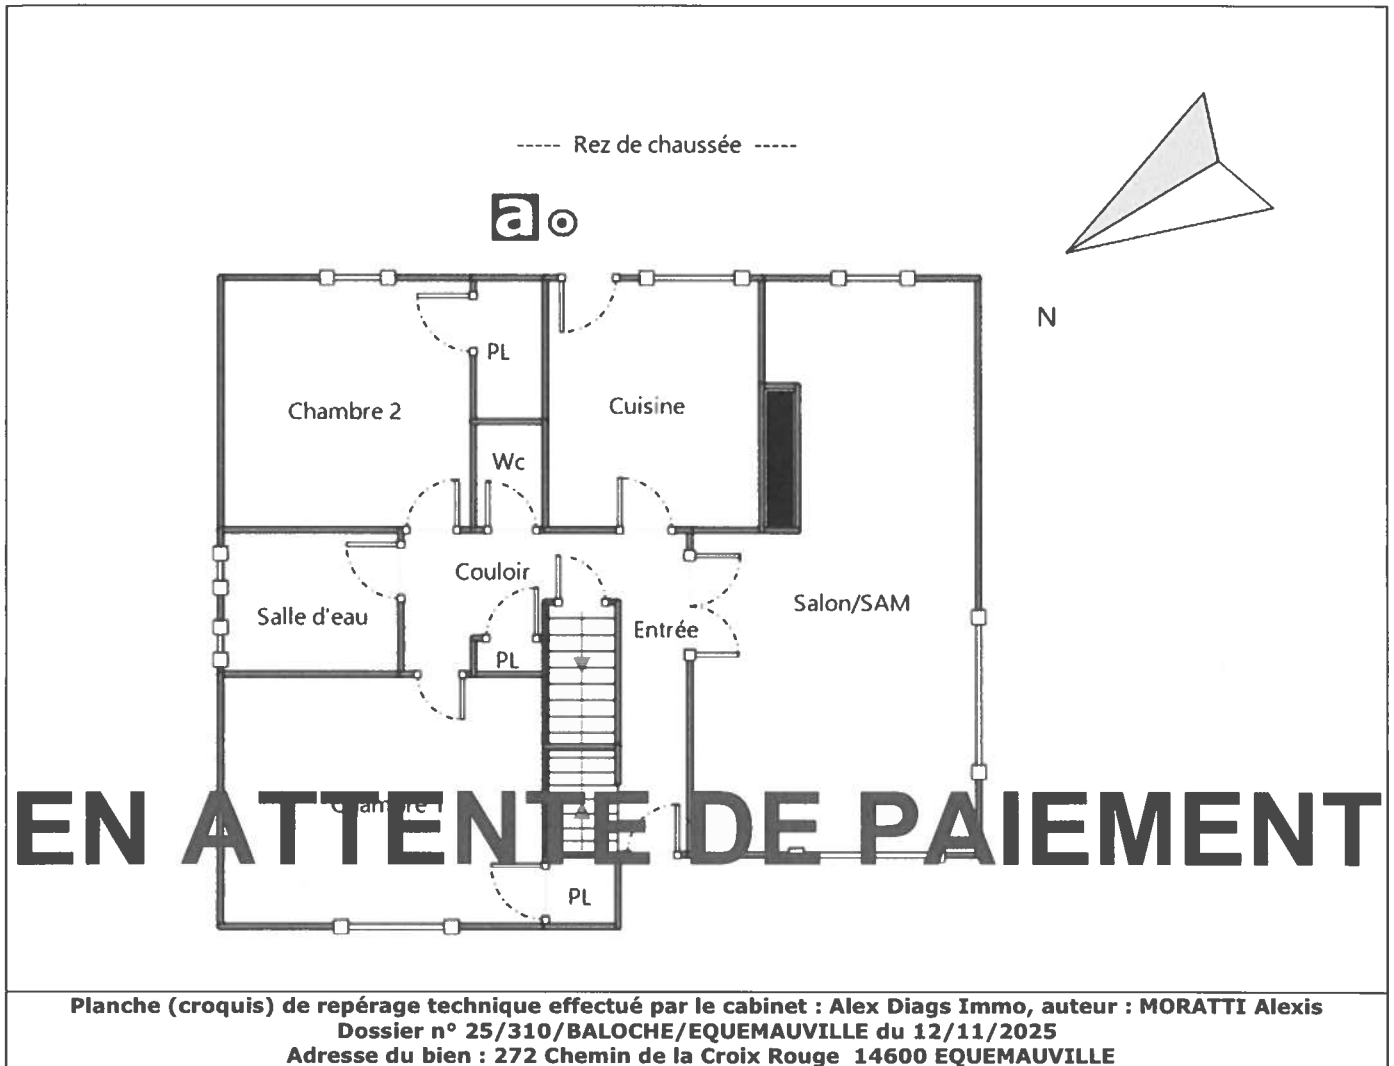 ----- Rez de chaussée -----
a
N
PL
Chambre 2
Cuisine
Wc
Couloir
Salon/SAM
Salle d'eau
Entrée
PL
Chambre 1
EN ATTENTE DE PAIEMENT
PL
Planche (croquis) de repérage technique effectué par le cabinet : Alex Diags Immo, auteur : MORATTI Alexis
Dossier n° 25/310/BALOCHE/EQUEMAUVILLE du 12/11/2025
Adresse du bien : 272 Chemin de la Croix Rouge 14600 EQUEMAUVILLE